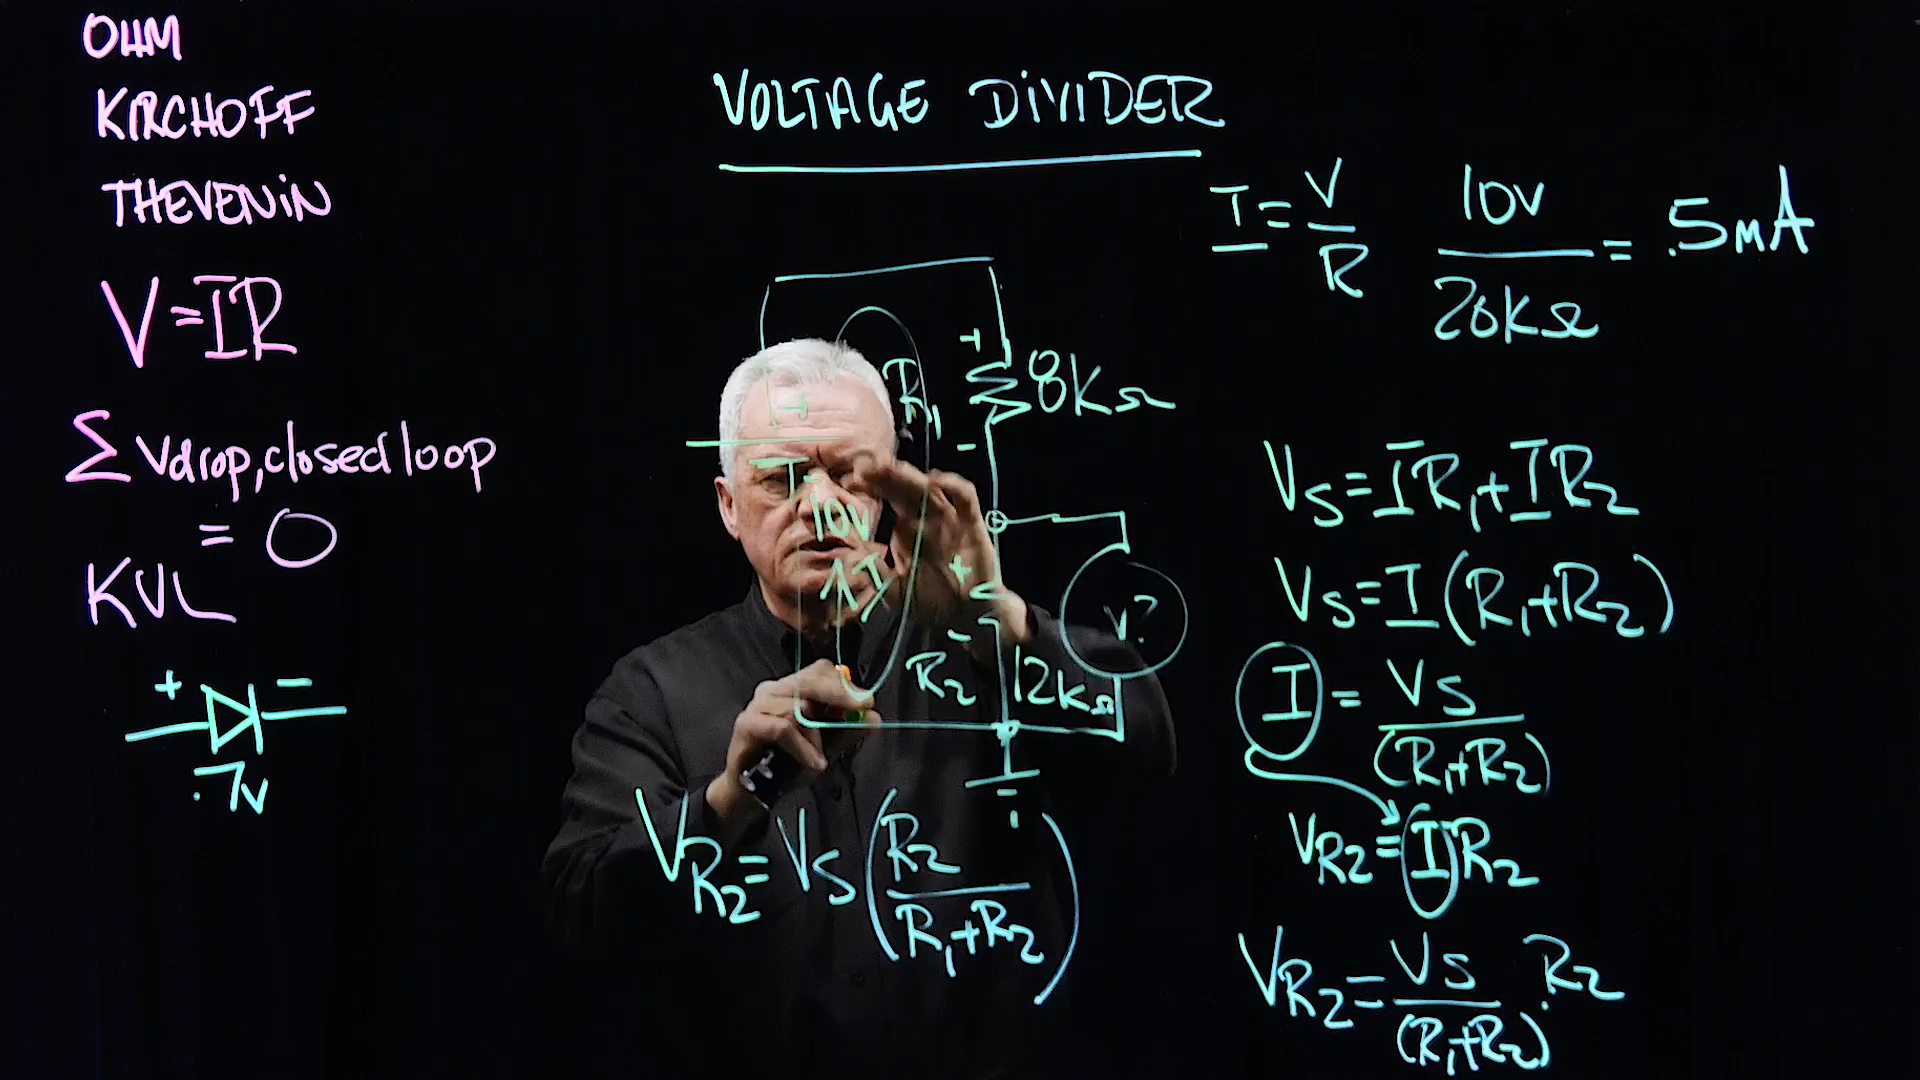 OHM
KIRCHOFF
THEVENIN
V=IR
Σ Vdrop, closed loop
= 0
KVL
+ −
.7v
VOLTAGE DIVIDER
I = V/R 10V/20KΩ = .5mA
+
R1 8KΩ
−
+
10V
I
+
−
R2 12KΩ
V?
VR2 = VS (R2/(R1+R2))
VS = IR1 + IR2
VS = I(R1+R2)
I = VS/(R1+R2)
VR2 = IR2
VR2 = VS/(R1+R2) . R2